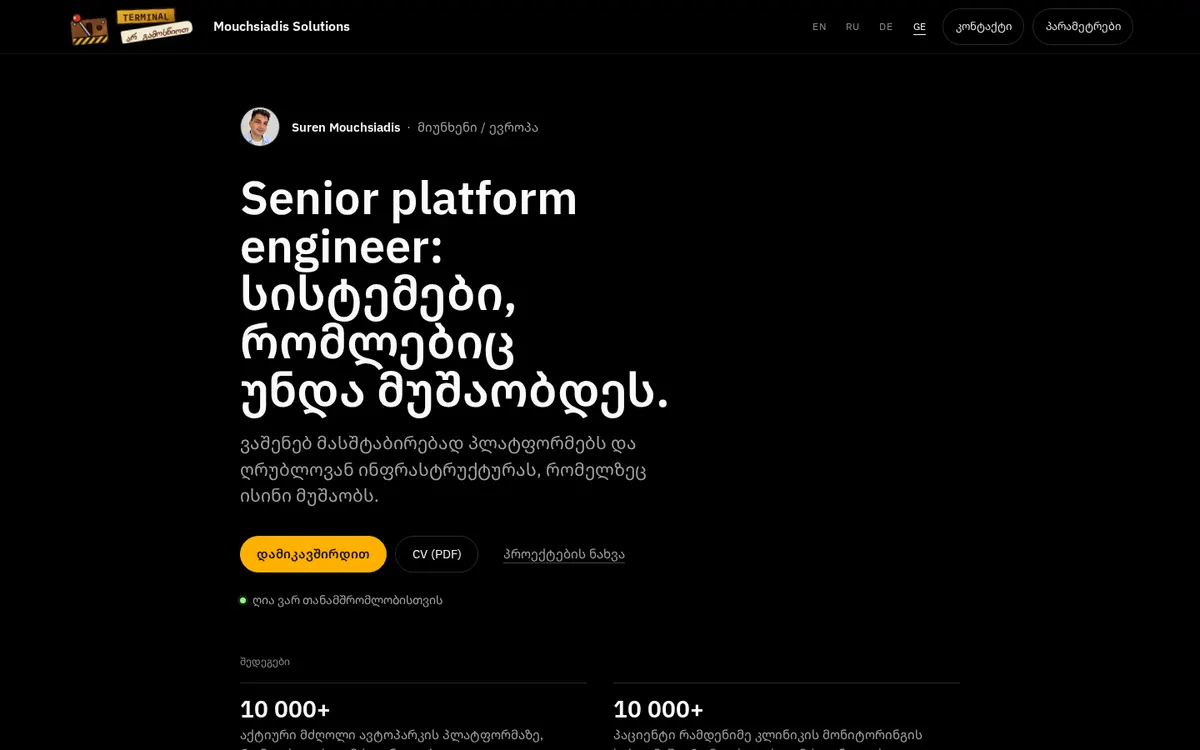 TERMINAL
არ გამოსწიოთ
Mouchsiadis Solutions
EN RU DE GE
კონტაქტი
პარამეტრები
Suren Mouchsiadis · მიუნხენი / ევროპა
Senior platform
engineer:
სისტემები,
რომლებიც
უნდა მუშაობდეს.
ვაშენებ მასშტაბირებად პლატფორმებს და
ღრუბლოვან ინფრასტრუქტურას, რომელზეც
ისინი მუშაობს.
დამიკავშირდით
CV (PDF)
პროექტების ნახვა
ღია ვარ თანამშრომლობისთვის
შედეგები
10 000+
აქტიური მძღოლი ავტოპარკის პლატფორმაზე,
10 000+
პაციენტი რამდენიმე კლინიკის მონიტორინგის